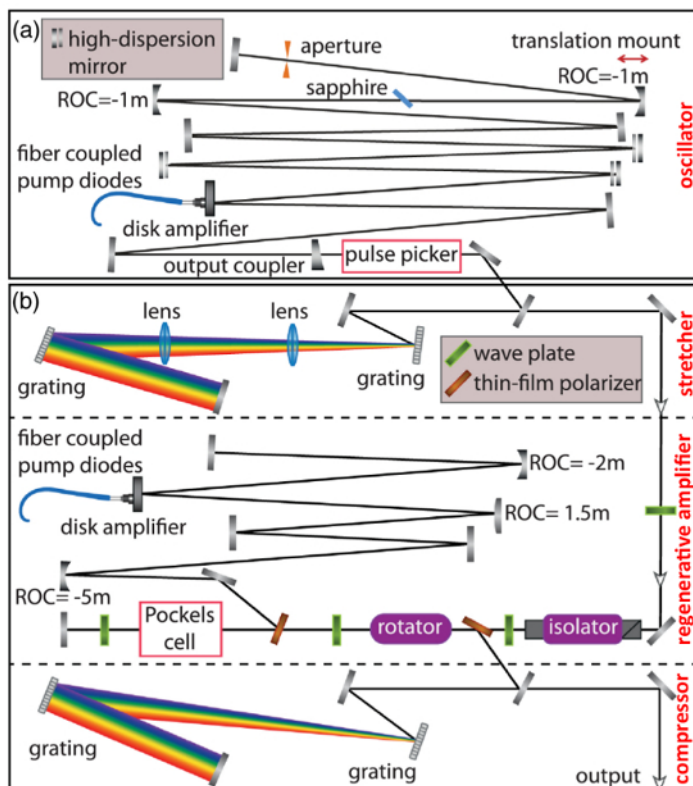 (a)
high-dispersion
mirror
aperture
translation mount
ROC=-1m
sapphire
ROC=-1m
fiber coupled
pump diodes
disk amplifier
output coupler
pulse picker
oscillator
(b)
lens
lens
grating
grating
wave plate
thin-film polarizer
stretcher
fiber coupled
pump diodes
disk amplifier
ROC= -2m
ROC= 1.5m
ROC= -5m
Pockels
cell
rotator
isolator
regenerative amplifier
grating
grating
output
compressor